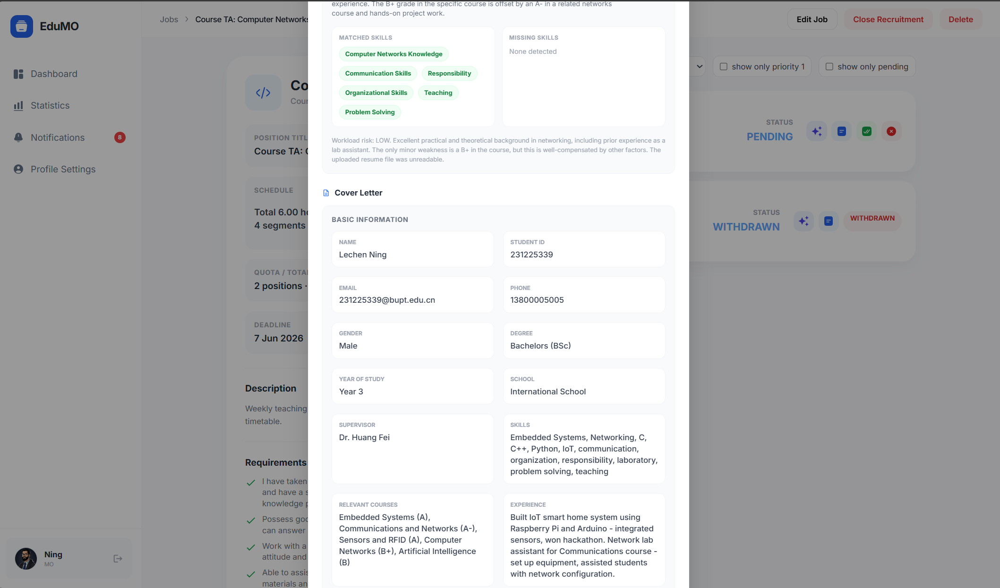 EduMO
Dashboard
Statistics
Notifications
8
Profile Settings
Ning
MO
Jobs
Course TA: Computer Networks
Edit Job
Close Recruitment
Delete
show only priority 1
show only pending
Co
Cour
POSITION TITL
Course TA: C
SCHEDULE
Total 6.00 ho
4 segments
QUOTA / TOTA
2 positions ·
DEADLINE
7 Jun 2026
Description
Weekly teaching
timetable.
Requirements
I have taken
and have a s
knowledge p
Possess goo
can answer
Work with a
attitude and
Able to assis
materials an
experience. The B+ grade in the specific course is offset by an A- in a related networks
course and hands-on project work.
MATCHED SKILLS
Computer Networks Knowledge
Communication Skills
Responsibility
Organizational Skills
Teaching
Problem Solving
MISSING SKILLS
None detected
Workload risk: LOW. Excellent practical and theoretical background in networking, including prior experience as a
lab assistant. The only minor weakness is a B+ in the course, but this is well-compensated by other factors. The
uploaded resume file was unreadable.
Cover Letter
BASIC INFORMATION
NAME
Lechen Ning
STUDENT ID
231225339
EMAIL
231225339@bupt.edu.cn
PHONE
13800005005
GENDER
Male
DEGREE
Bachelors (BSc)
YEAR OF STUDY
Year 3
SCHOOL
International School
SUPERVISOR
Dr. Huang Fei
SKILLS
Embedded Systems, Networking, C,
C++, Python, IoT, communication,
organization, responsibility, laboratory,
problem solving, teaching
RELEVANT COURSES
Embedded Systems (A),
Communications and Networks (A-),
Sensors and RFID (A), Computer
Networks (B+), Artificial Intelligence
(B)
EXPERIENCE
Built IoT smart home system using
Raspberry Pi and Arduino - integrated
sensors, won hackathon. Network lab
assistant for Communications course -
set up equipment, assisted students
with network configuration.
STATUS
PENDING
STATUS
WITHDRAWN
WITHDRAWN